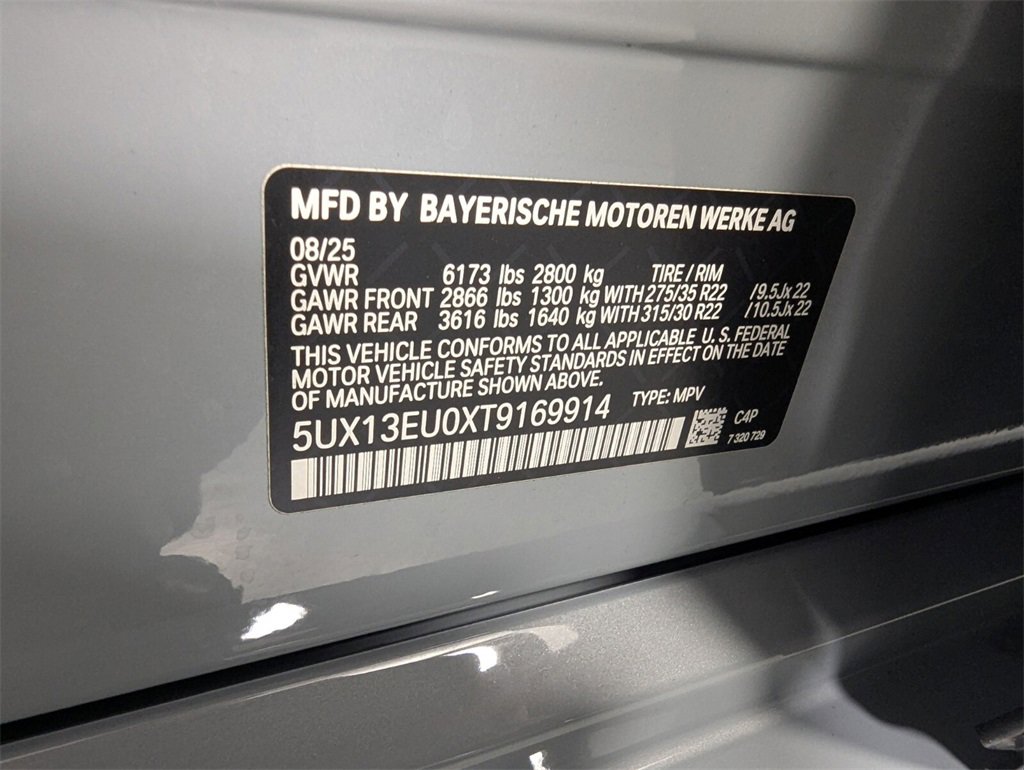 MFD BY BAYERISCHE MOTOREN WERKE AG
08/25
GVWR 6173 lbs 2800 kg TIRE / RIM
GAWR FRONT 2866 lbs 1300 kg WITH 275/35 R22 /9.5Jx22
GAWR REAR 3616 lbs 1640 kg WITH 315/30 R22 /10.5Jx22
THIS VEHICLE CONFORMS TO ALL APPLICABLE U. S. FEDERAL
MOTOR VEHICLE SAFETY STANDARDS IN EFFECT ON THE DATE
OF MANUFACTURE SHOWN ABOVE.
5UX13EU0XT9169914 TYPE: MPV
C4P
7 320 729